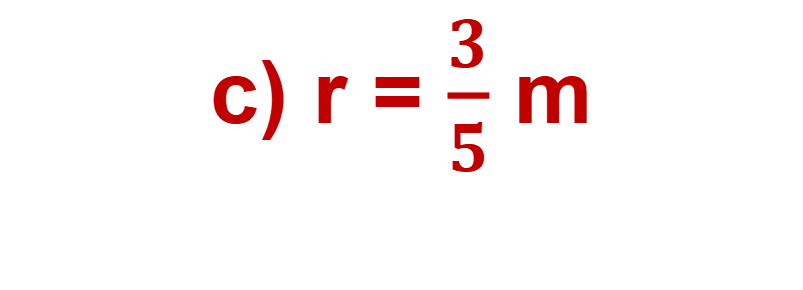 c) r = 3/5 m